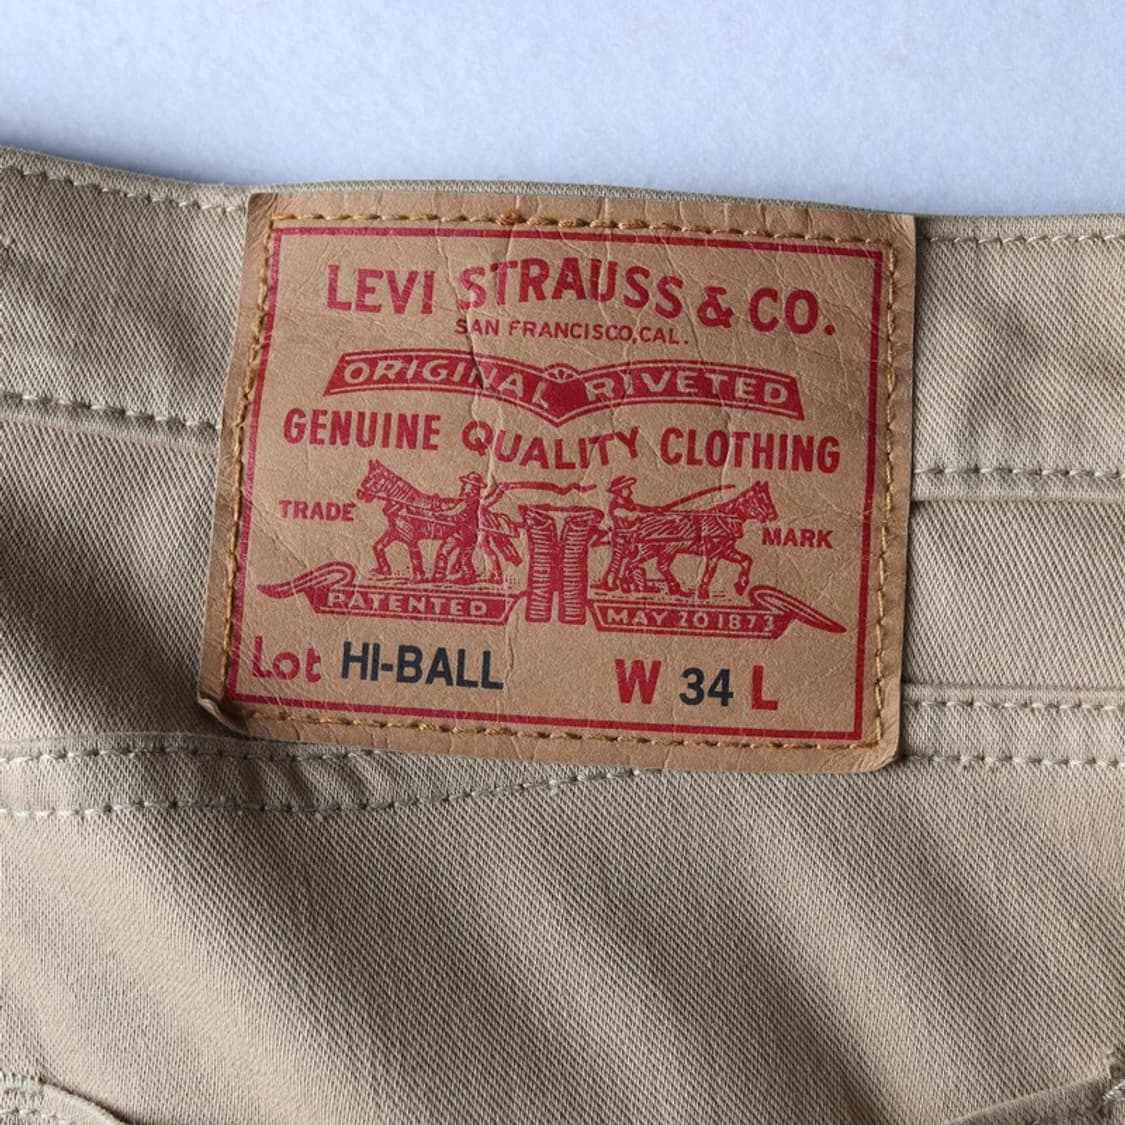 LEVI STRAUSS & CO.
SAN FRANCISCO, CAL.
ORIGINAL RIVETED
GENUINE QUALITY CLOTHING
TRADE MARK
PATENTED MAY 20 1873
Lot HI-BALL W 34 L